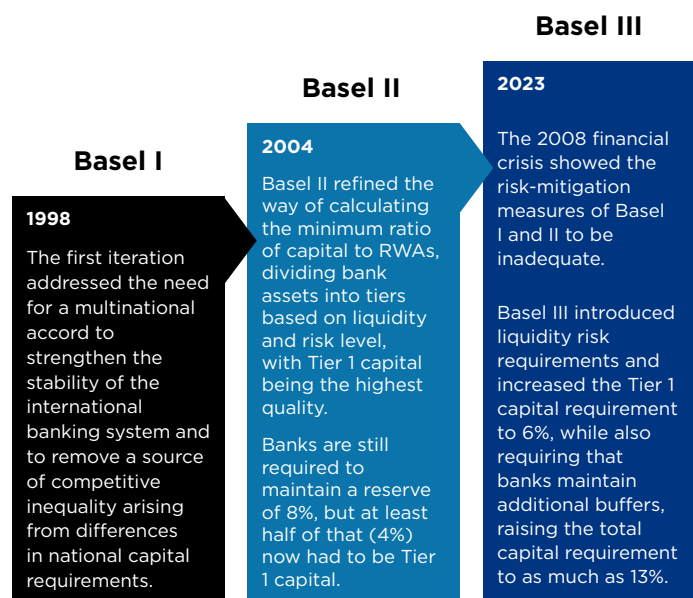 Basel I
1998
The first iteration
addressed the need
for a multinational
accord to
strengthen the
stability of the
international
banking system and
to remove a source
of competitive
inequality arising
from differences
in national capital
requirements.
Basel II
2004
Basel II refined the
way of calculating
the minimum ratio
of capital to RWAs,
dividing bank
assets into tiers
based on liquidity
and risk level,
with Tier 1 capital
being the highest
quality.
Banks are still
required to
maintain a reserve
of 8%, but at least
half of that (4%)
now had to be Tier
1 capital.
Basel III
2023
The 2008 financial
crisis showed the
risk-mitigation
measures of Basel
I and II to be
inadequate.
Basel III introduced
liquidity risk
requirements and
increased the Tier 1
capital requirement
to 6%, while also
requiring that
banks maintain
additional buffers,
raising the total
capital requirement
to as much as 13%.